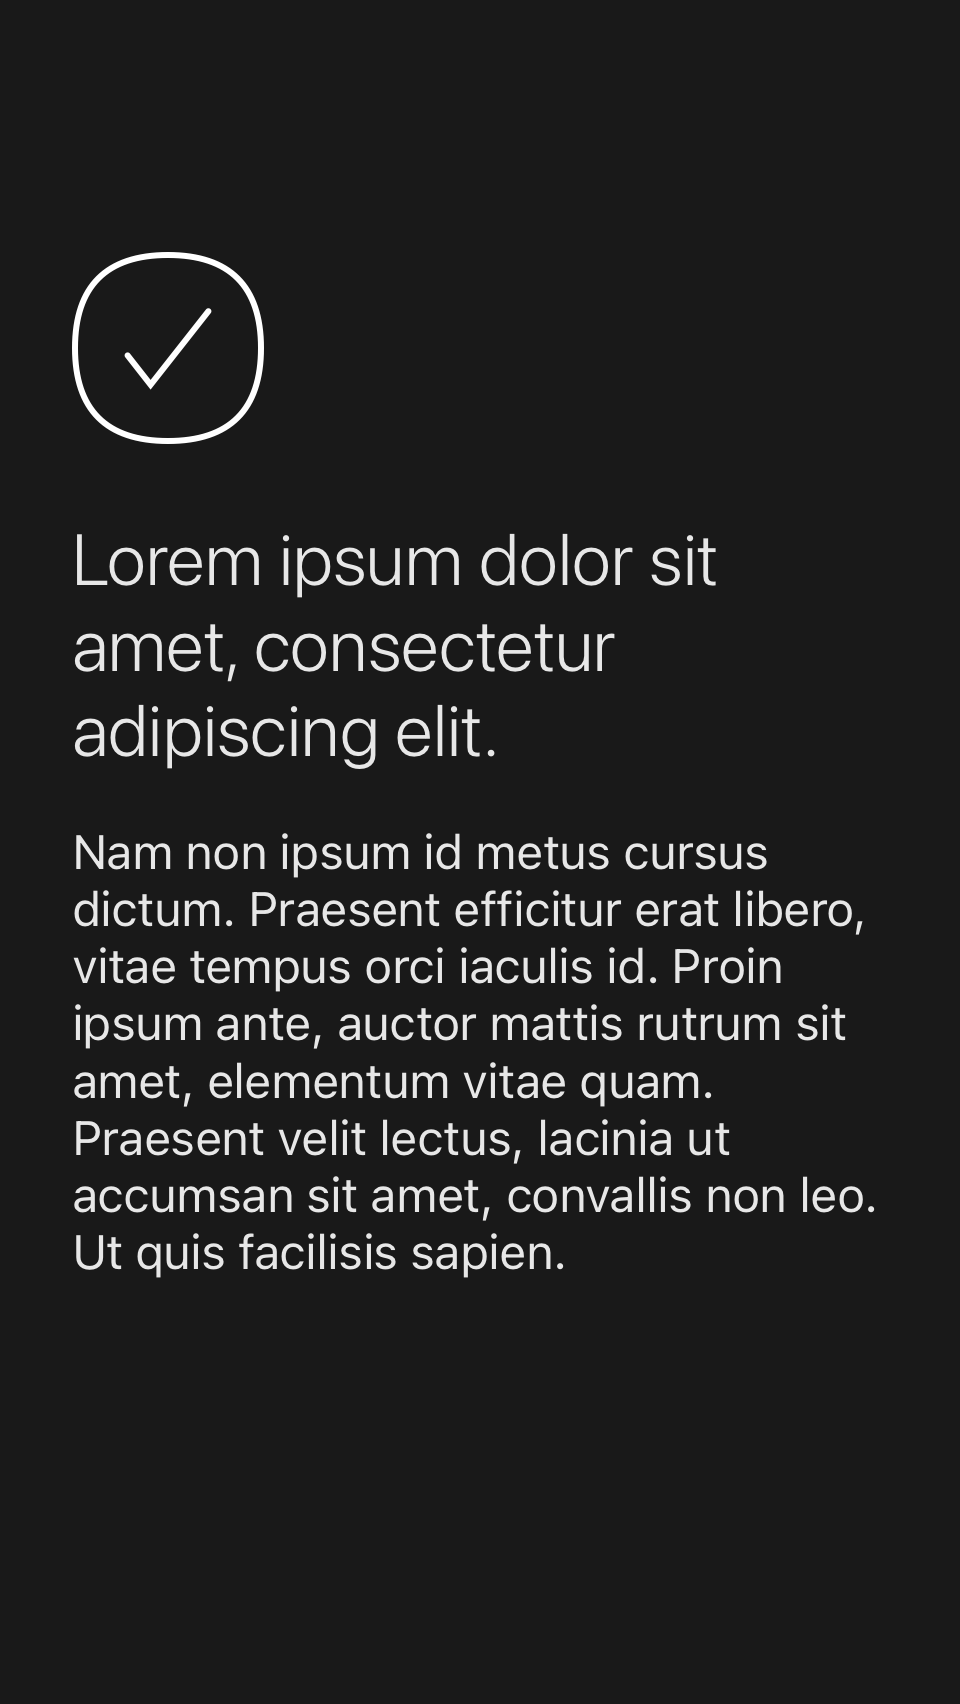 Lorem ipsum dolor sit
amet, consectetur
adipiscing elit.
Nam non ipsum id metus cursus
dictum. Praesent efficitur erat libero,
vitae tempus orci iaculis id. Proin
ipsum ante, auctor mattis rutrum sit
amet, elementum vitae quam.
Praesent velit lectus, lacinia ut
accumsan sit amet, convallis non leo.
Ut quis facilisis sapien.